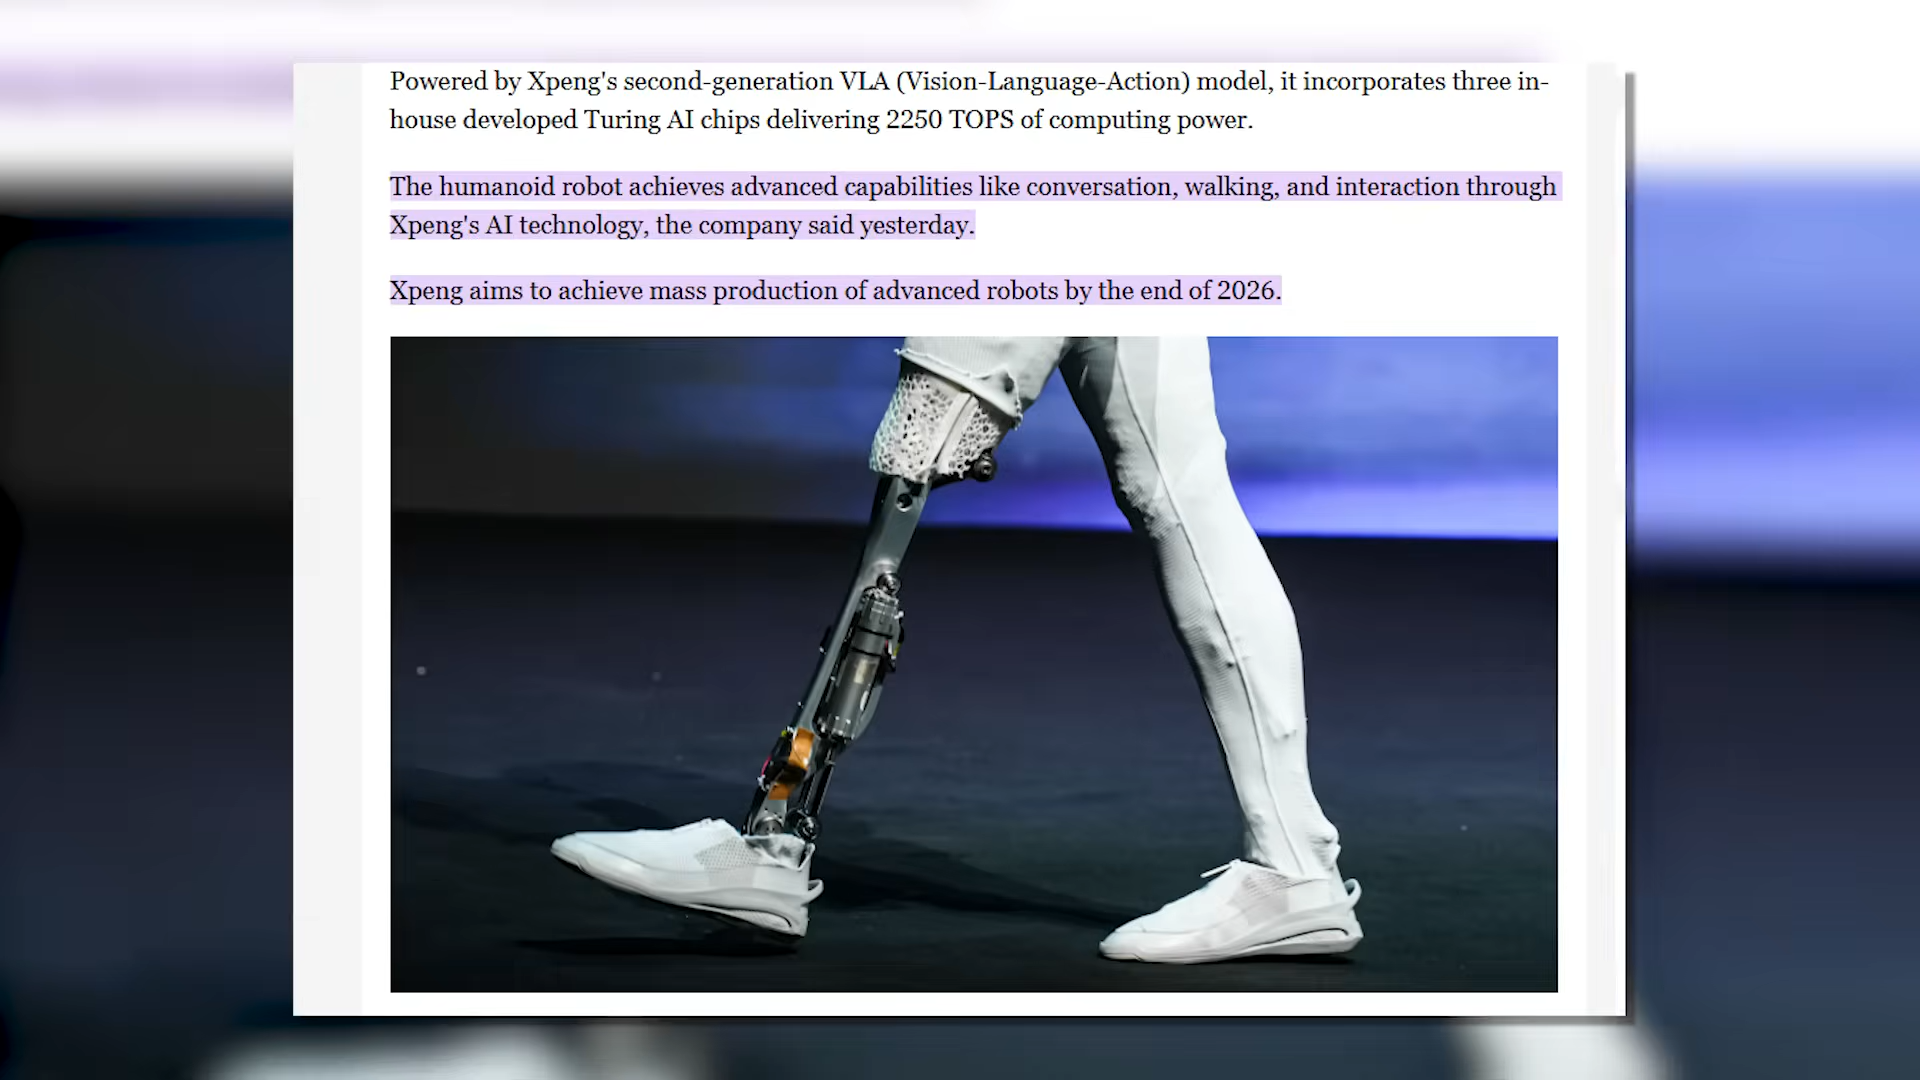 Powered by Xpeng's second-generation VLA (Vision-Language-Action) model, it incorporates three in-
house developed Turing AI chips delivering 2250 TOPS of computing power.
The humanoid robot achieves advanced capabilities like conversation, walking, and interaction through
Xpeng's AI technology, the company said yesterday.
Xpeng aims to achieve mass production of advanced robots by the end of 2026.